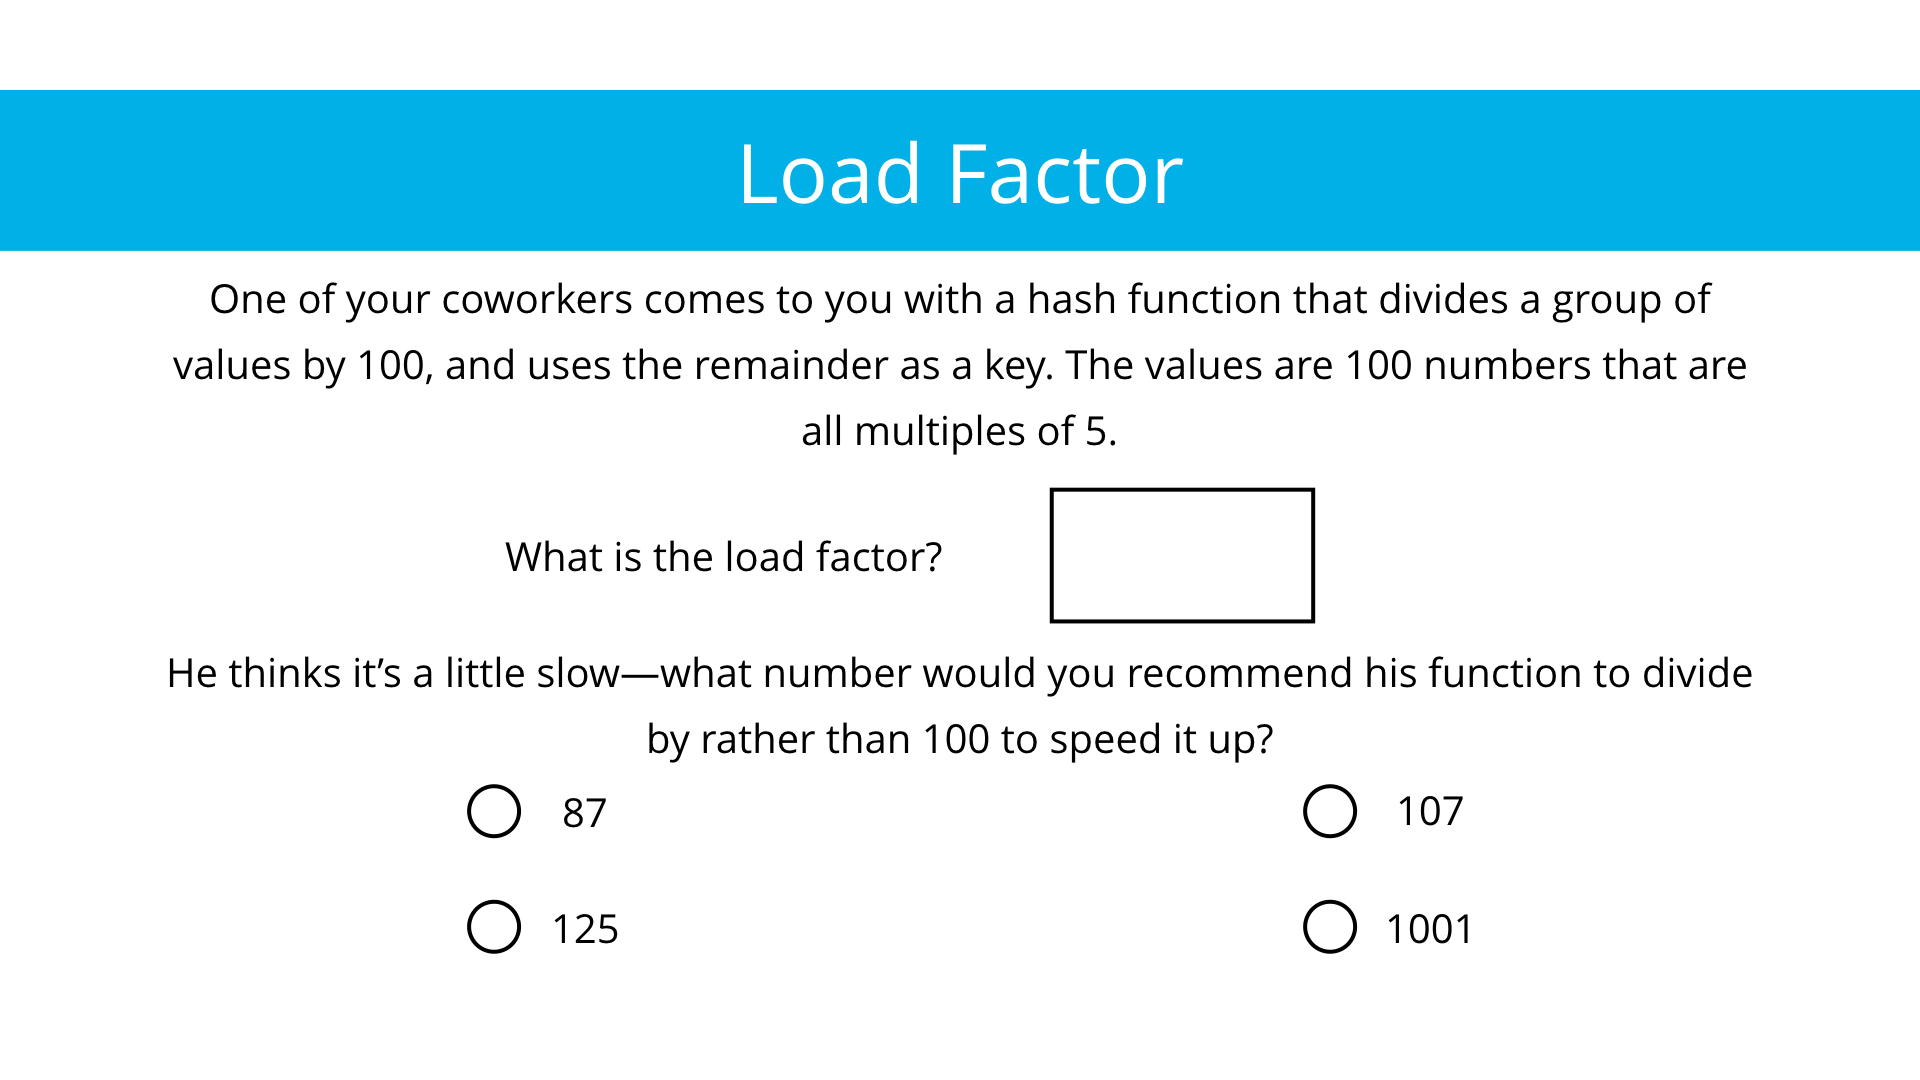 Load Factor
One of your coworkers comes to you with a hash function that divides a group of
values by 100, and uses the remainder as a key. The values are 100 numbers that are
all multiples of 5.
What is the load factor?
He thinks it’s a little slow—what number would you recommend his function to divide
by rather than 100 to speed it up?
87
107
125
1001